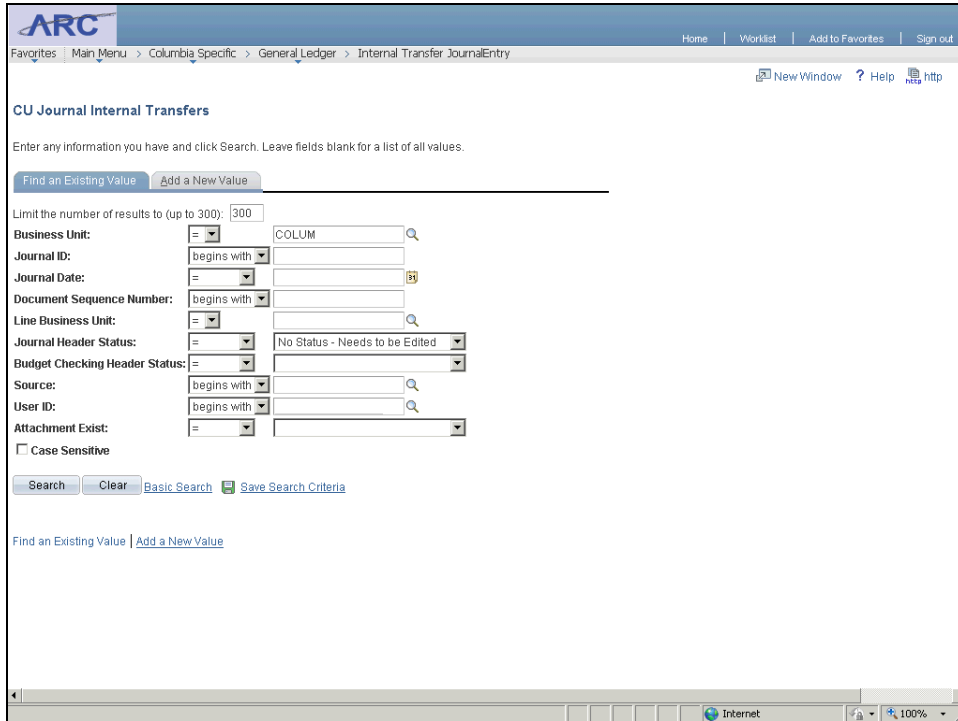 ARC
Home | Worklist | Add to Favorites | Sign out
Favorites Main Menu > Columbia Specific > General Ledger > Internal Transfer JournalEntry
New Window ? Help http
CU Journal Internal Transfers
Enter any information you have and click Search. Leave fields blank for a list of all values.
Find an Existing Value Add a New Value
Limit the number of results to (up to 300): 300
Business Unit: = COLUM
Journal ID: begins with
Journal Date: = 31
Document Sequence Number: begins with
Line Business Unit: =
Journal Header Status: = No Status - Needs to be Edited
Budget Checking Header Status: =
Source: begins with
User ID: begins with
Attachment Exist: =
Case Sensitive
Search Clear Basic Search Save Search Criteria
Find an Existing Value | Add a New Value
Internet 100%